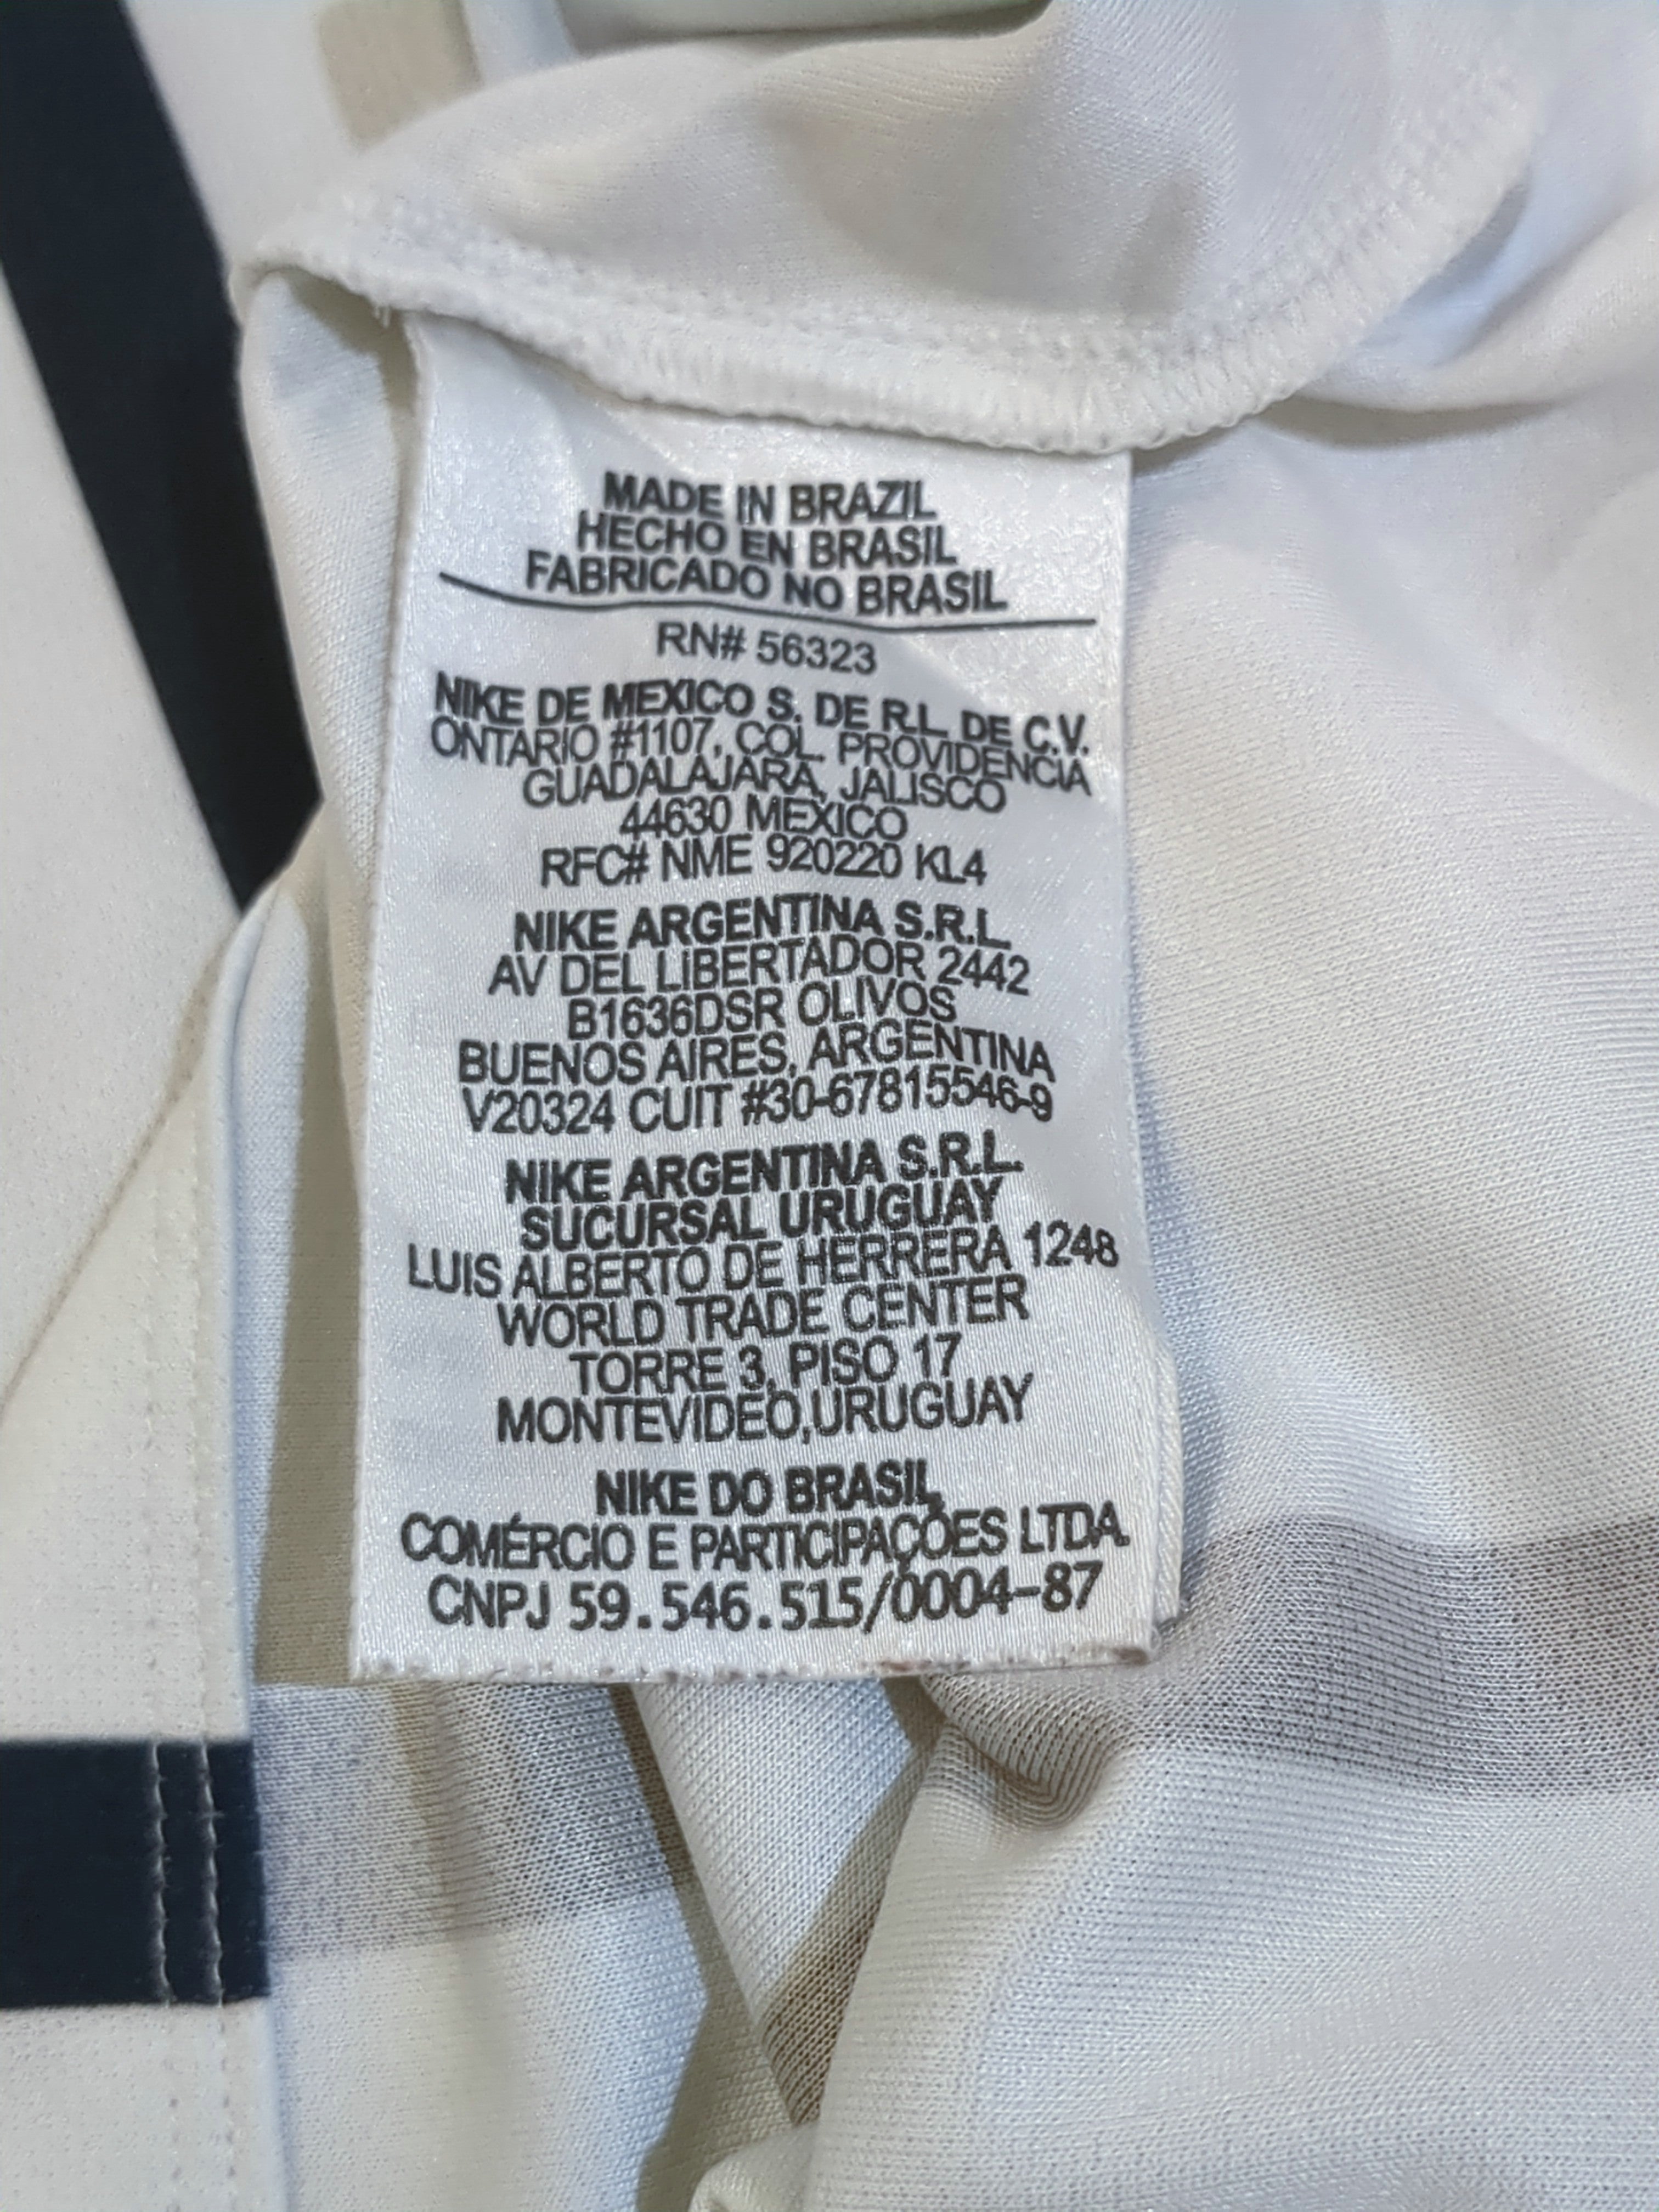 MADE IN BRAZIL
HECHO EN BRASIL
FABRICADO NO BRASIL
RN# 56323
NIKE DE MEXICO S. DE R.L. DE C.V.
ONTARIO #1107, COL. PROVIDENCIA
GUADALAJARA, JALISCO
44630 MEXICO
RFC# NME 920220 KL4
NIKE ARGENTINA S.R.L.
AV DEL LIBERTADOR 2442
B1636DSR OLIVOS
BUENOS AIRES, ARGENTINA
V20324 CUIT #30-67815546-9
NIKE ARGENTINA S.R.L.
SUCURSAL URUGUAY
LUIS ALBERTO DE HERRERA 1248
WORLD TRADE CENTER
TORRE 3, PISO 17
MONTEVIDEO,URUGUAY
NIKE DO BRASIL
COMÉRCIO E PARTICIPAÇÕES LTDA.
CNPJ 59.546.515/0004-87